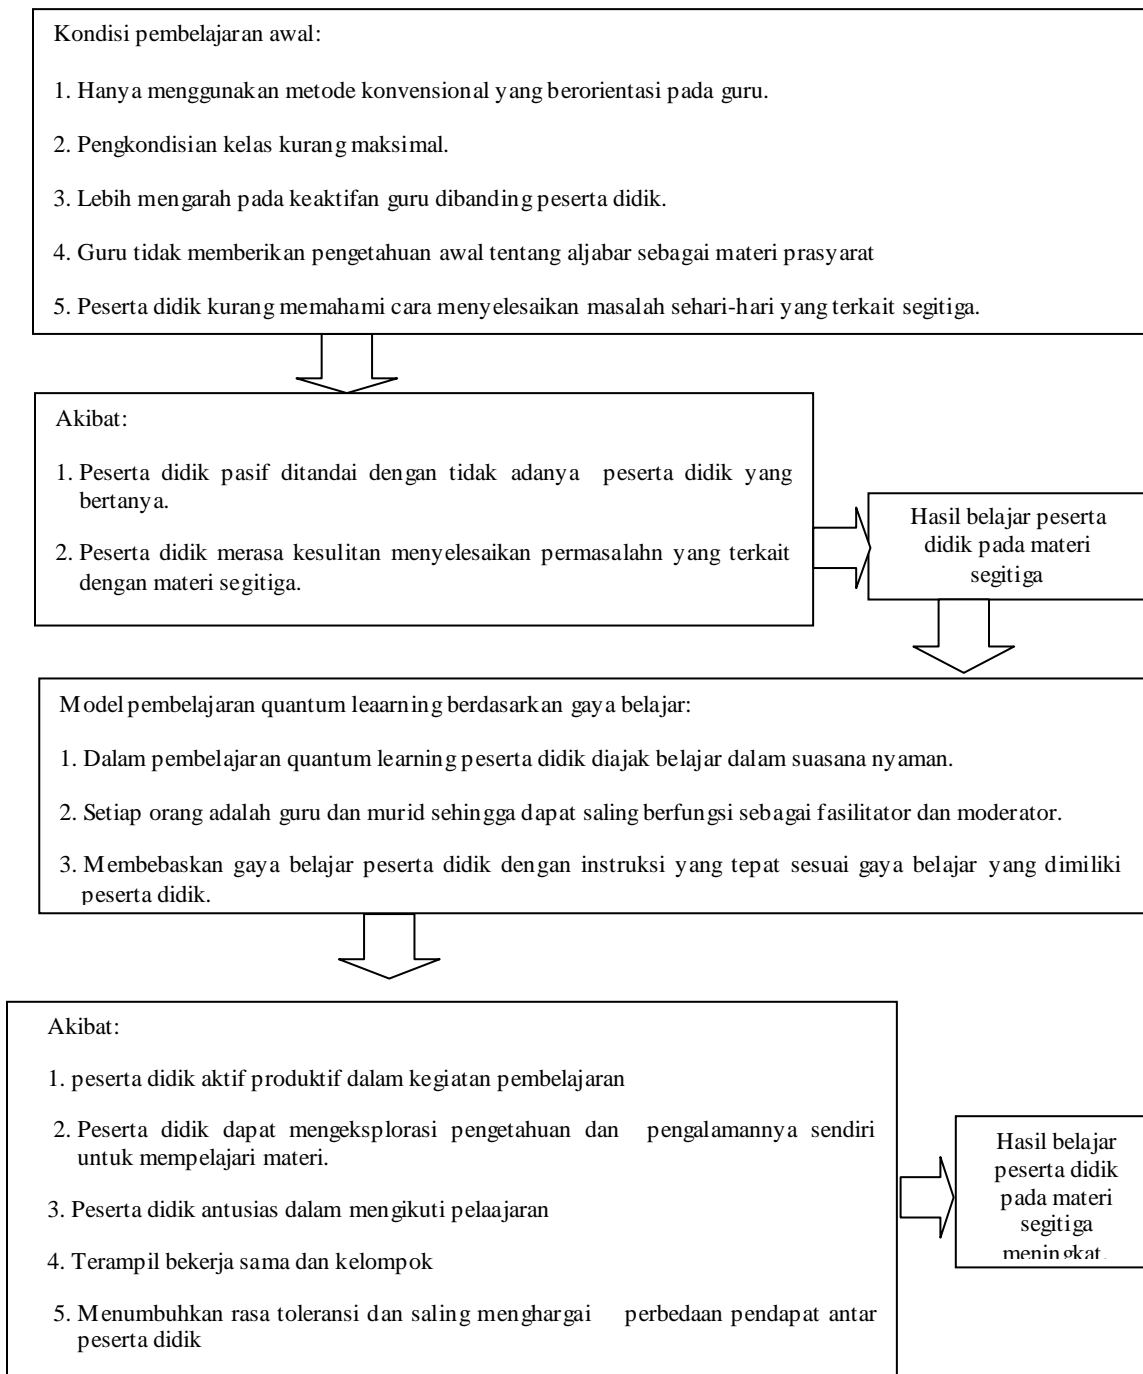 Kondisi pembelajaran awal:
1. Hanya menggunakan metode konvensional yang berorientasi pada guru.
2. Pengkondisian kelas kurang maksimal.
3. Lebih mengarah pada keaktifan guru dibanding peserta didik.
4. Guru tidak memberikan pengetahuan awal tentang aljabar sebagai materi prasyarat
5. Peserta didik kurang memahami cara menyelesaikan masalah sehari-hari yang terkait segitiga.
Akibat:
1. Peserta didik pasif ditandai dengan tidak adanya peserta didik yang
bertanya.
2. Peserta didik merasa kesulitan menyelesaikan permasalahn yang terkait
dengan materi segitiga.
Hasil belajar peserta
didik pada materi
segitiga
Model pembelajaran quantum leaarning berdasarkan gaya belajar:
1. Dalam pembelajaran quantum learning peserta didik diajak belajar dalam suasana nyaman.
2. Setiap orang adalah guru dan murid sehingga dapat saling berfungsi sebagai fasilitator dan moderator.
3. Membebaskan gaya belajar peserta didik dengan instruksi yang tepat sesuai gaya belajar yang dimiliki
peserta didik.
Akibat:
1. peserta didik aktif produktif dalam kegiatan pembelajaran
2. Peserta didik dapat mengeksplorasi pengetahuan dan pengalamannya sendiri
untuk mempelajari materi.
3. Peserta didik antusias dalam mengikuti pelaajaran
4. Terampil bekerja sama dan kelompok
5. Menumbuhkan rasa toleransi dan saling menghargai perbedaan pendapat antar
peserta didik
Hasil belajar
peserta didik
pada materi
segitiga
meningkat.